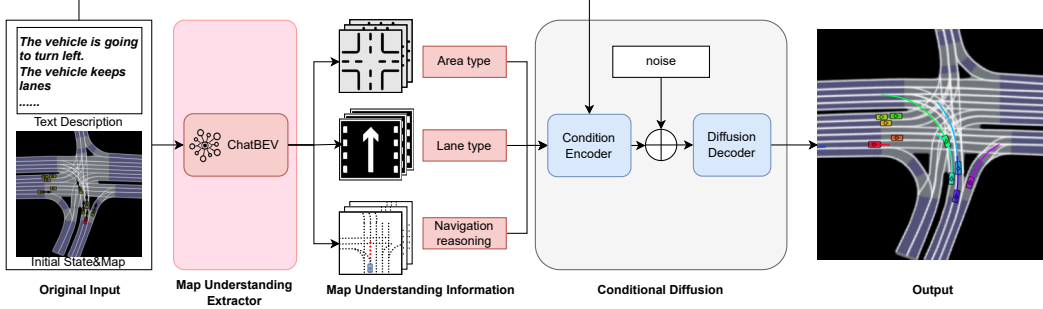 The vehicle is going
to turn left.
The vehicle keeps
lanes
......
Text Description
Initial State&Map
Original Input
ChatBEV
Map Understanding
Extractor
Area type
Lane type
Navigation
reasoning
Map Understanding Information
noise
Condition
Encoder
Diffusion
Decoder
Conditional Diffusion
Output